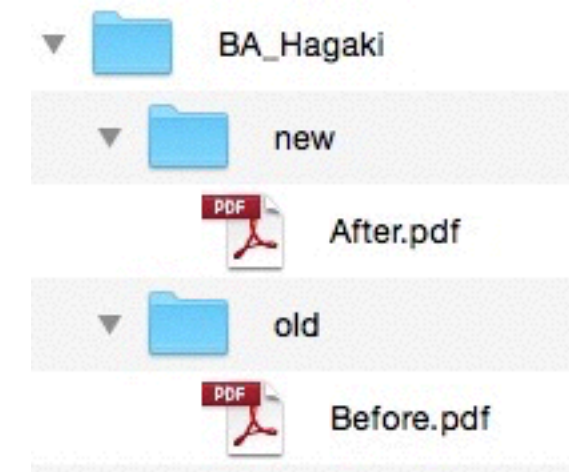 BA_Hagaki
new
PDF
After.pdf
old
PDF
Before.pdf